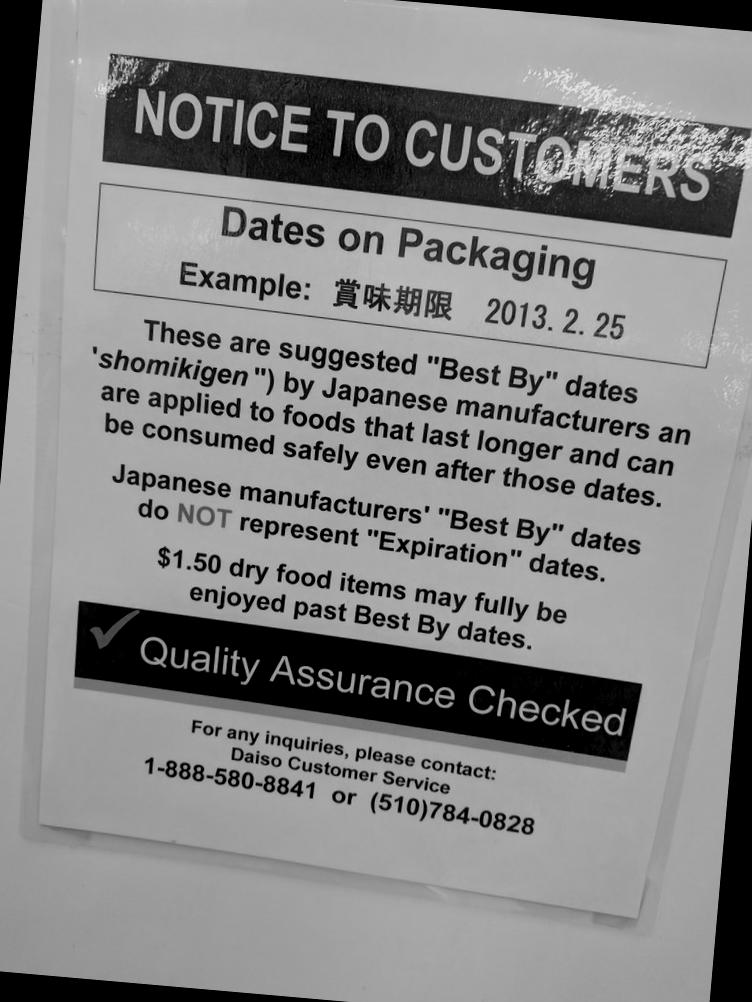 NOTICE TO CUSTOMERS
Dates on Packaging
Example: 賞味期限 2013. 2. 25
These are suggested "Best By" dates
'shomikigen") by Japanese manufacturers an
are applied to foods that last longer and can
be consumed safely even after those dates.
Japanese manufacturers' "Best By" dates
do NOT represent "Expiration" dates.
$1.50 dry food items may fully be
enjoyed past Best By dates.
Quality Assurance Checked
For any inquiries, please contact:
Daiso Customer Service
1-888-580-8841 or (510)784-0828